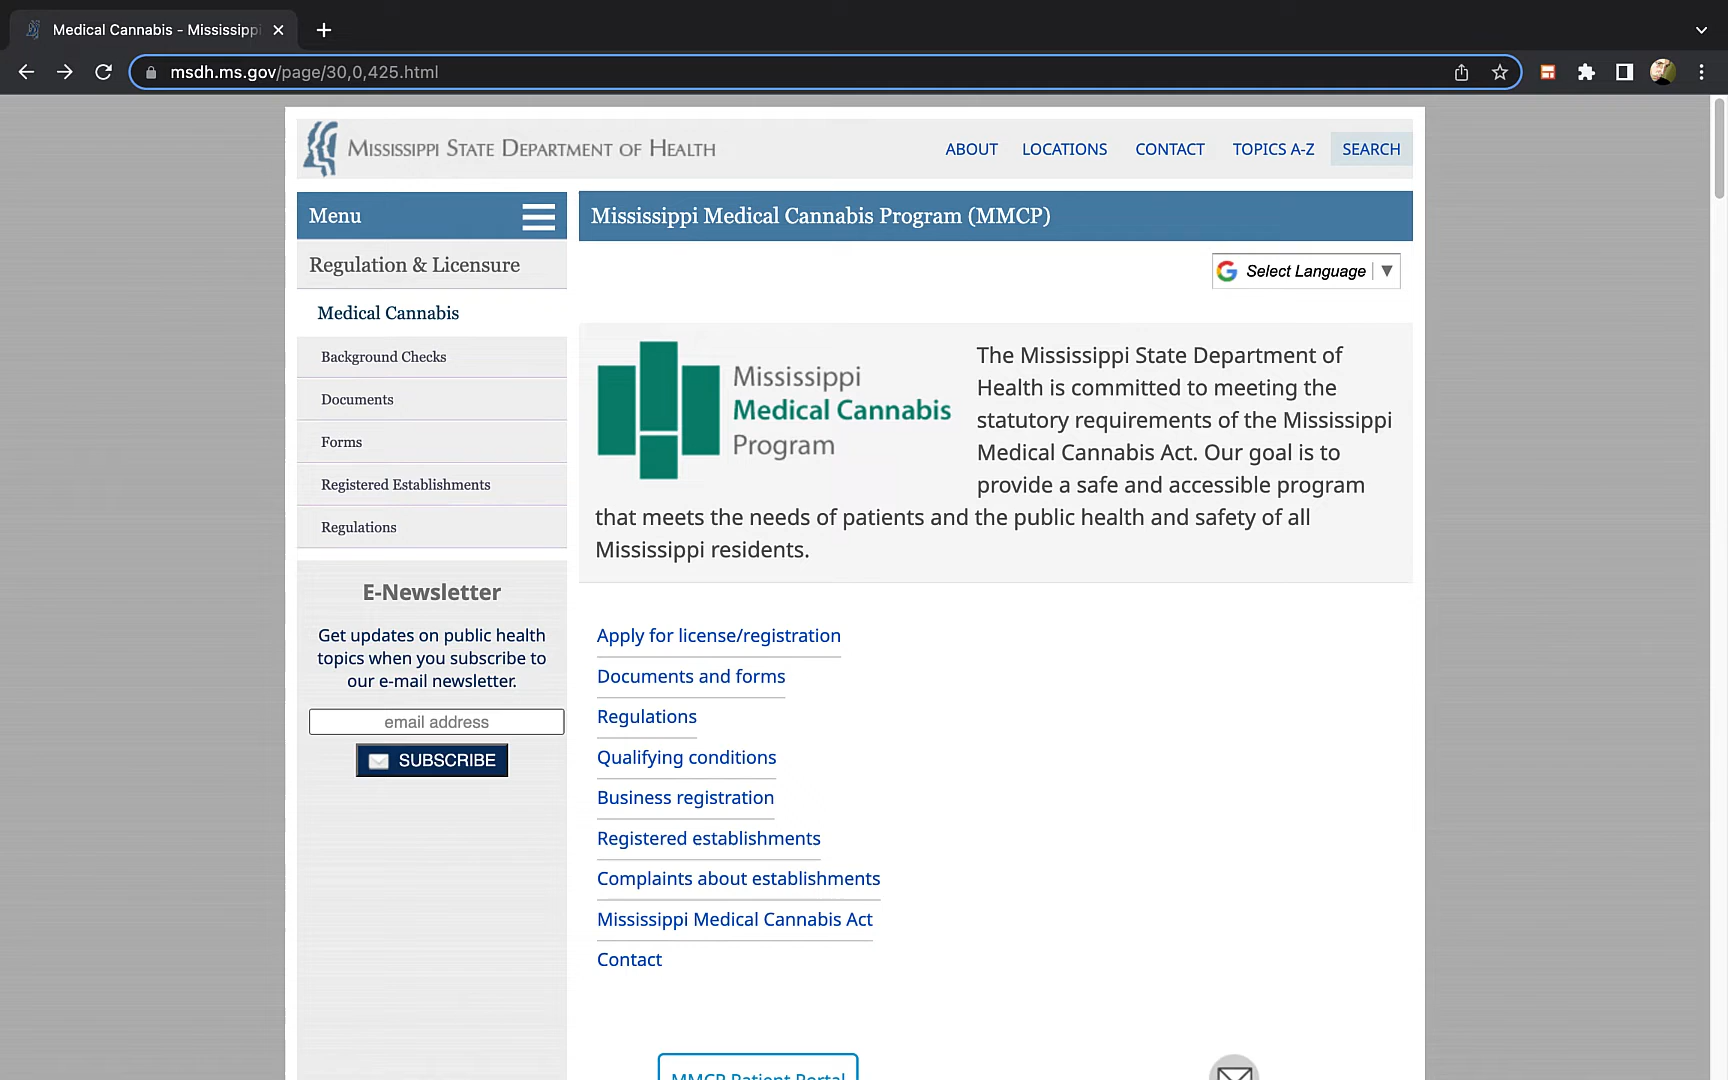 Medical Cannabis - Mississippi
msdh.ms.gov/page/30,0,425.html
Mississippi State Department of Health
ABOUT LOCATIONS CONTACT TOPICS A-Z SEARCH
Menu
Mississippi Medical Cannabis Program (MMCP)
Regulation & Licensure
Medical Cannabis
Background Checks
Documents
Forms
Registered Establishments
Regulations
E-Newsletter
Get updates on public health
topics when you subscribe to
our e-mail newsletter.
email address
SUBSCRIBE
Select Language
Mississippi
Medical Cannabis
Program
The Mississippi State Department of
Health is committed to meeting the
statutory requirements of the Mississippi
Medical Cannabis Act. Our goal is to
provide a safe and accessible program
that meets the needs of patients and the public health and safety of all
Mississippi residents.
Apply for license/registration
Documents and forms
Regulations
Qualifying conditions
Business registration
Registered establishments
Complaints about establishments
Mississippi Medical Cannabis Act
Contact
MMCP Patient Portal